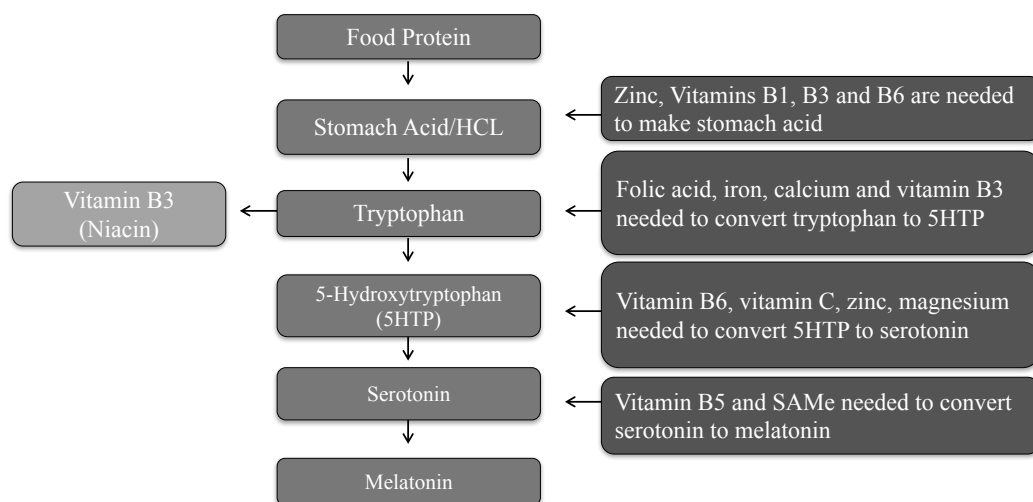 Food Protein
Zinc, Vitamins B1, B3 and B6 are needed
to make stomach acid
Stomach Acid/HCL
Folic acid, iron, calcium and vitamin B3
needed to convert tryptophan to 5HTP
Vitamin B3
(Niacin)
Tryptophan
5-Hydroxytryptophan
(5HTP)
Vitamin B6, vitamin C, zinc, magnesium
needed to convert 5HTP to serotonin
Serotonin
Vitamin B5 and SAMe needed to convert
serotonin to melatonin
Melatonin